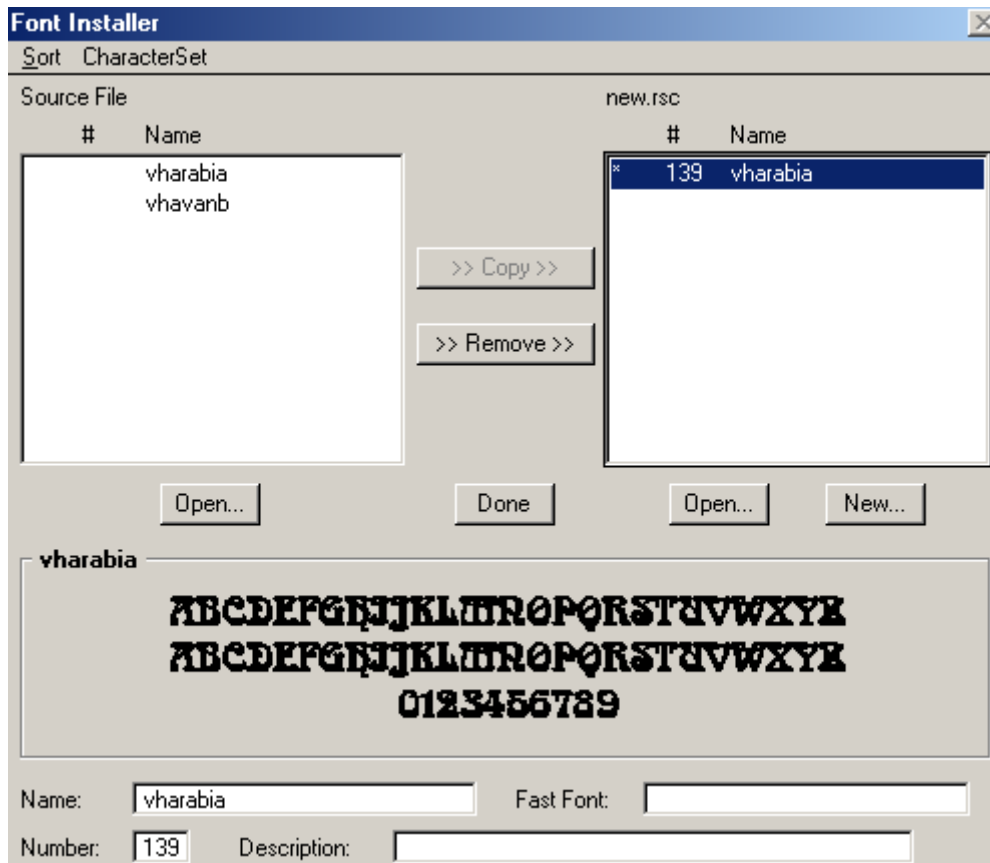 Font Installer
Sort CharacterSet
Source File new.rsc
# Name # Name
vharabia * 139 vharabia
vhavanb
>> Copy >>
>> Remove >>
Open... Done Open... New...
vharabia
ABCDEFGHIJKLMNOPQRSTUVWXYZ
ABCDEFGHIJKLMNOPQRSTUVWXYZ
0123456789
Name: vharabia Fast Font:
Number: 139 Description: